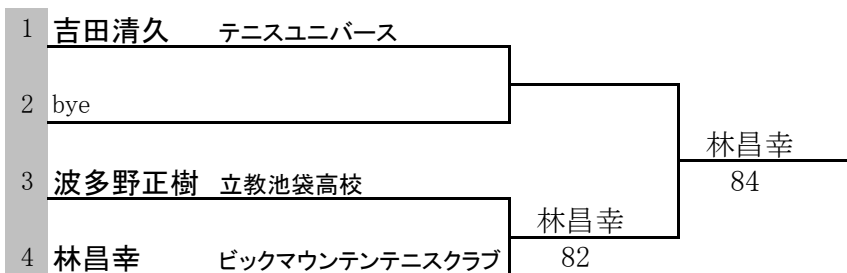 1 吉田清久 テニスユニバース
2 bye
林昌幸
3 波多野正樹 立教池袋高校
84
林昌幸
4 林昌幸 ビックマウンテンテニスクラブ
82